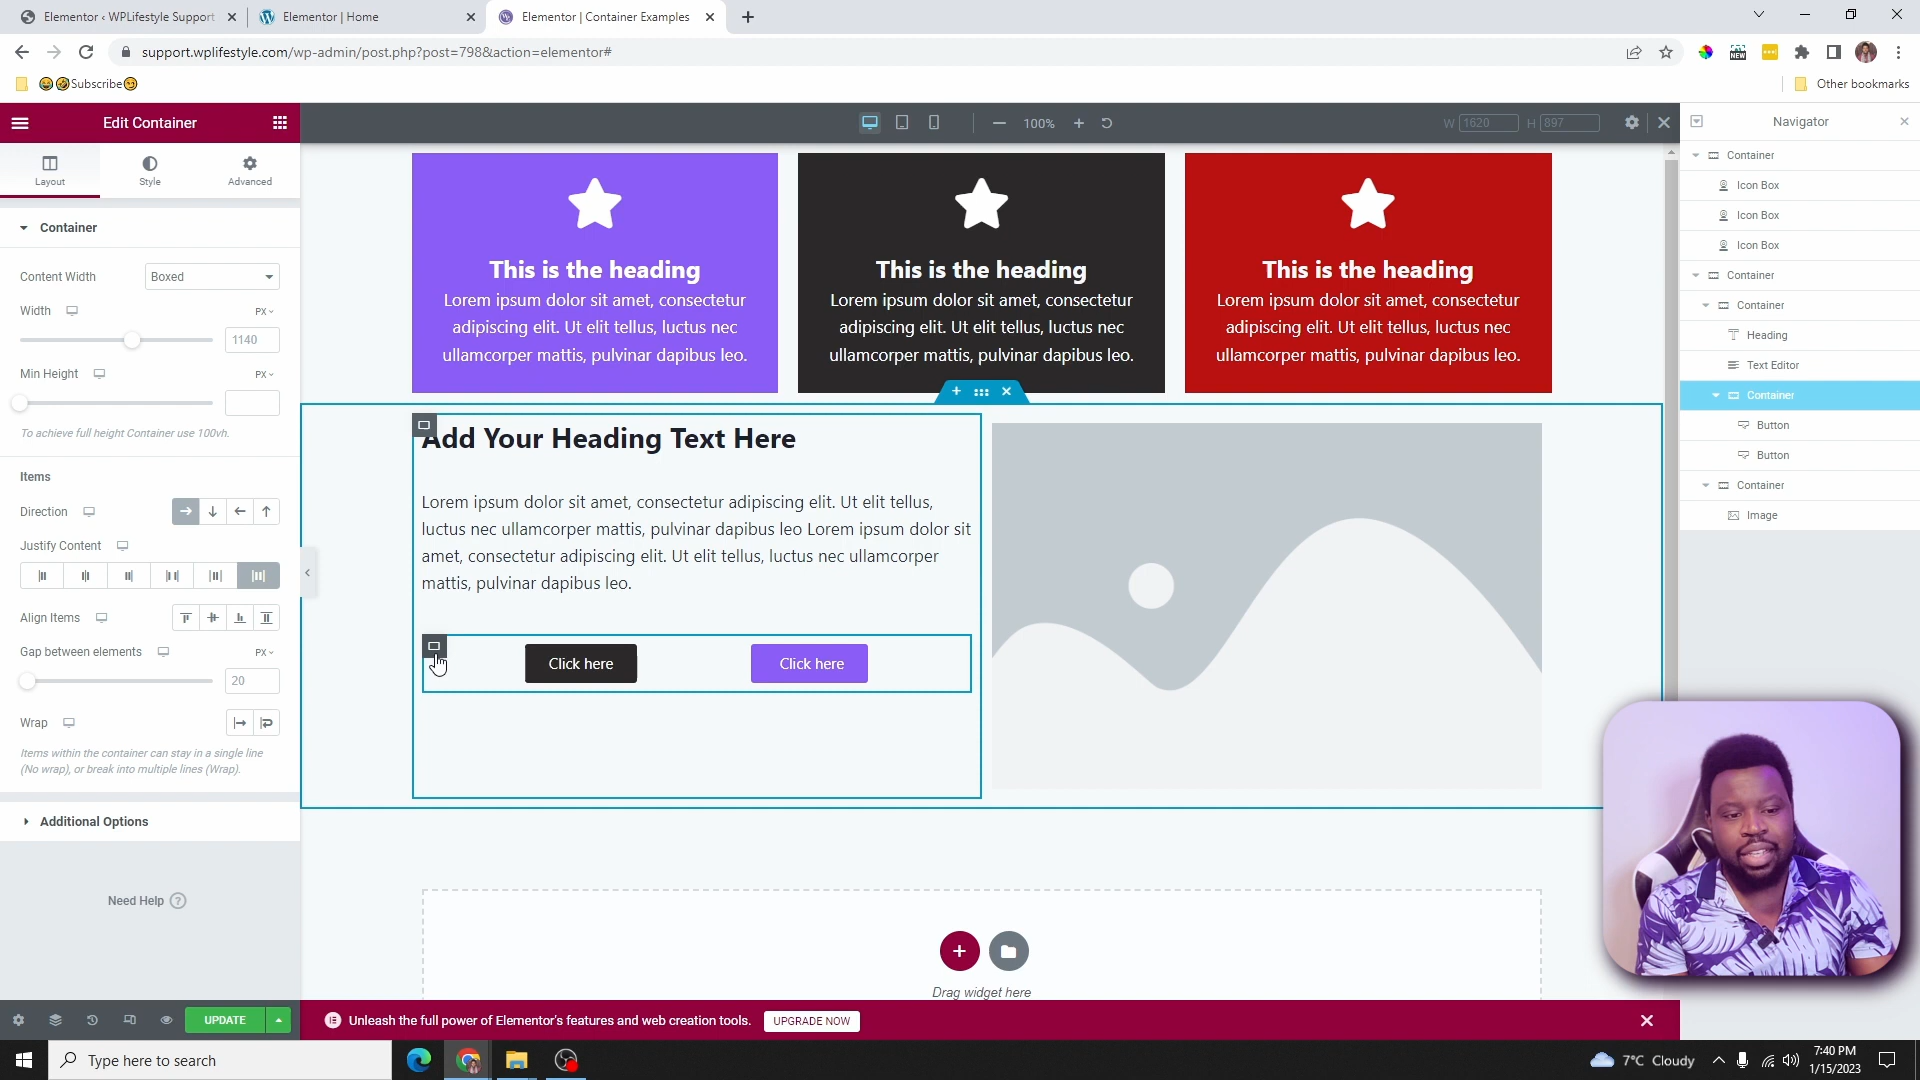 Elementor ‹ WPLifestyle Support
Elementor | Home
Elementor | Container Examples
support.wplifestyle.com/wp-admin/post.php?post=798&action=elementor#
😂🤣Subscribe😏
Other bookmarks
Edit Container
100%
W 1620
H 897
Navigator
Layout
Style
Advanced
Container
Content Width
Boxed
Width
PX
1140
Min Height
PX
To achieve full height Container use 100vh.
Items
Direction
Justify Content
Align Items
Gap between elements
PX
20
Wrap
Items within the container can stay in a single line
(No wrap), or break into multiple lines (Wrap).
Additional Options
Need Help ?
UPDATE
This is the heading
Lorem ipsum dolor sit amet, consectetur
adipiscing elit. Ut elit tellus, luctus nec
ullamcorper mattis, pulvinar dapibus leo.
This is the heading
Lorem ipsum dolor sit amet, consectetur
adipiscing elit. Ut elit tellus, luctus nec
ullamcorper mattis, pulvinar dapibus leo.
This is the heading
Lorem ipsum dolor sit amet, consectetur
adipiscing elit. Ut elit tellus, luctus nec
ullamcorper mattis, pulvinar dapibus leo.
Add Your Heading Text Here
Lorem ipsum dolor sit amet, consectetur adipiscing elit. Ut elit tellus,
luctus nec ullamcorper mattis, pulvinar dapibus leo Lorem ipsum dolor sit
amet, consectetur adipiscing elit. Ut elit tellus, luctus nec ullamcorper
mattis, pulvinar dapibus leo.
Click here
Click here
Drag widget here
Unleash the full power of Elementor's features and web creation tools.
UPGRADE NOW
Container
Icon Box
Icon Box
Icon Box
Container
Container
Heading
Text Editor
Container
Button
Button
Container
Image
Type here to search
7°C Cloudy
7:40 PM
1/15/2023